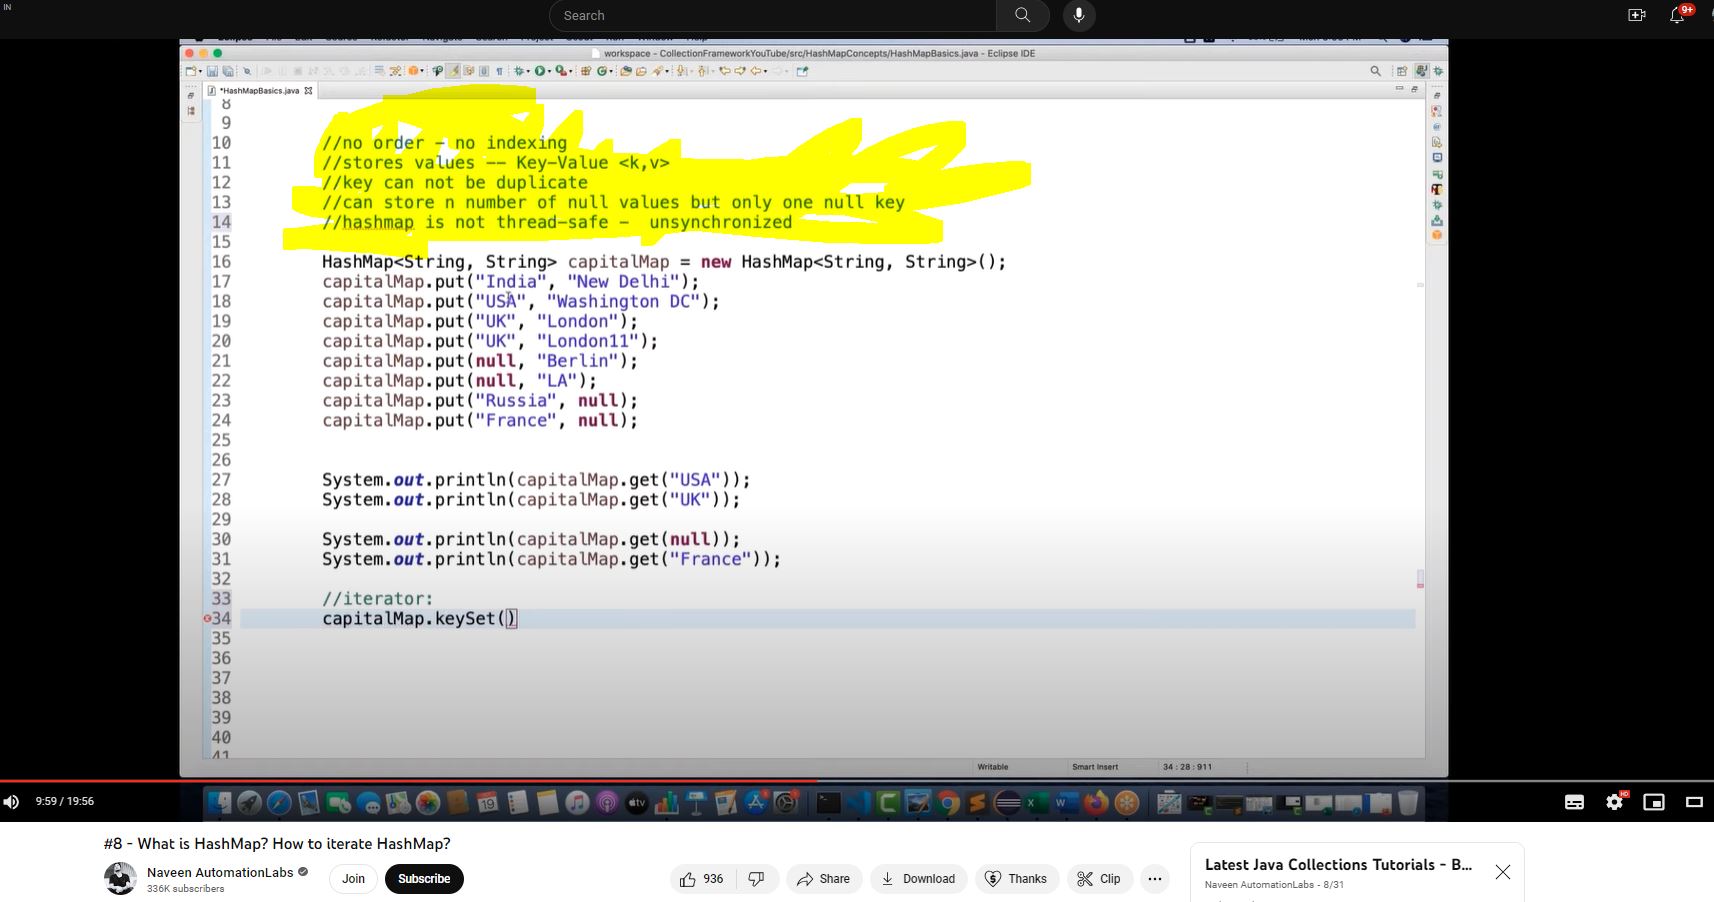 IN
Search
9+
workspace - CollectionFrameworkYouTube/src/HashMapConcepts/HashMapBasics.java - Eclipse IDE
*HashMapBasics.java
8
9
10 //no order - no indexing
11 //stores values -- Key-Value <k,v>
12 //key can not be duplicate
13 //can store n number of null values but only one null key
14 //hashmap is not thread-safe - unsynchronized
15
16 HashMap<String, String> capitalMap = new HashMap<String, String>();
17 capitalMap.put("India", "New Delhi");
18 capitalMap.put("USA", "Washington DC");
19 capitalMap.put("UK", "London");
20 capitalMap.put("UK", "London11");
21 capitalMap.put(null, "Berlin");
22 capitalMap.put(null, "LA");
23 capitalMap.put("Russia", null);
24 capitalMap.put("France", null);
25
26
27 System.out.println(capitalMap.get("USA"));
28 System.out.println(capitalMap.get("UK"));
29
30 System.out.println(capitalMap.get(null));
31 System.out.println(capitalMap.get("France"));
32
33 //iterator:
34 capitalMap.keySet()
35
36
37
38
39
40
41
Writable Smart Insert 34 : 28 : 911
19
tv
9:59 / 19:56
HD
#8 - What is HashMap? How to iterate HashMap?
Naveen AutomationLabs
336K subscribers
Join
Subscribe
936
Share
Download
Thanks
Clip
Latest Java Collections Tutorials - B...
Naveen AutomationLabs - 8/31